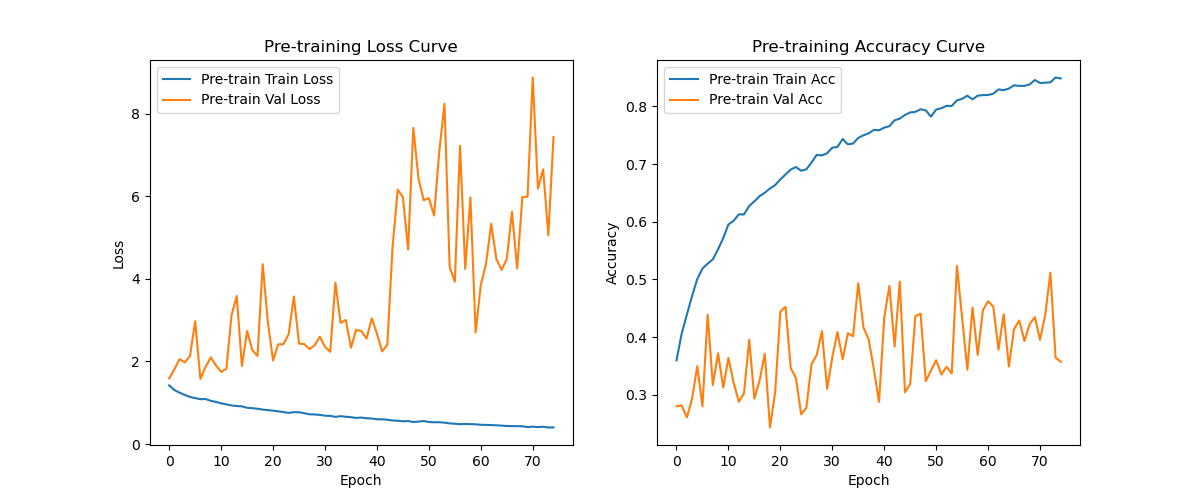 Pre-training Loss Curve
Pre-train Train Loss
Pre-train Val Loss
Loss
8
6
4
2
0
0 10 20 30 40 50 60 70
Epoch
Pre-training Accuracy Curve
Pre-train Train Acc
Pre-train Val Acc
Accuracy
0.8
0.7
0.6
0.5
0.4
0.3
0 10 20 30 40 50 60 70
Epoch